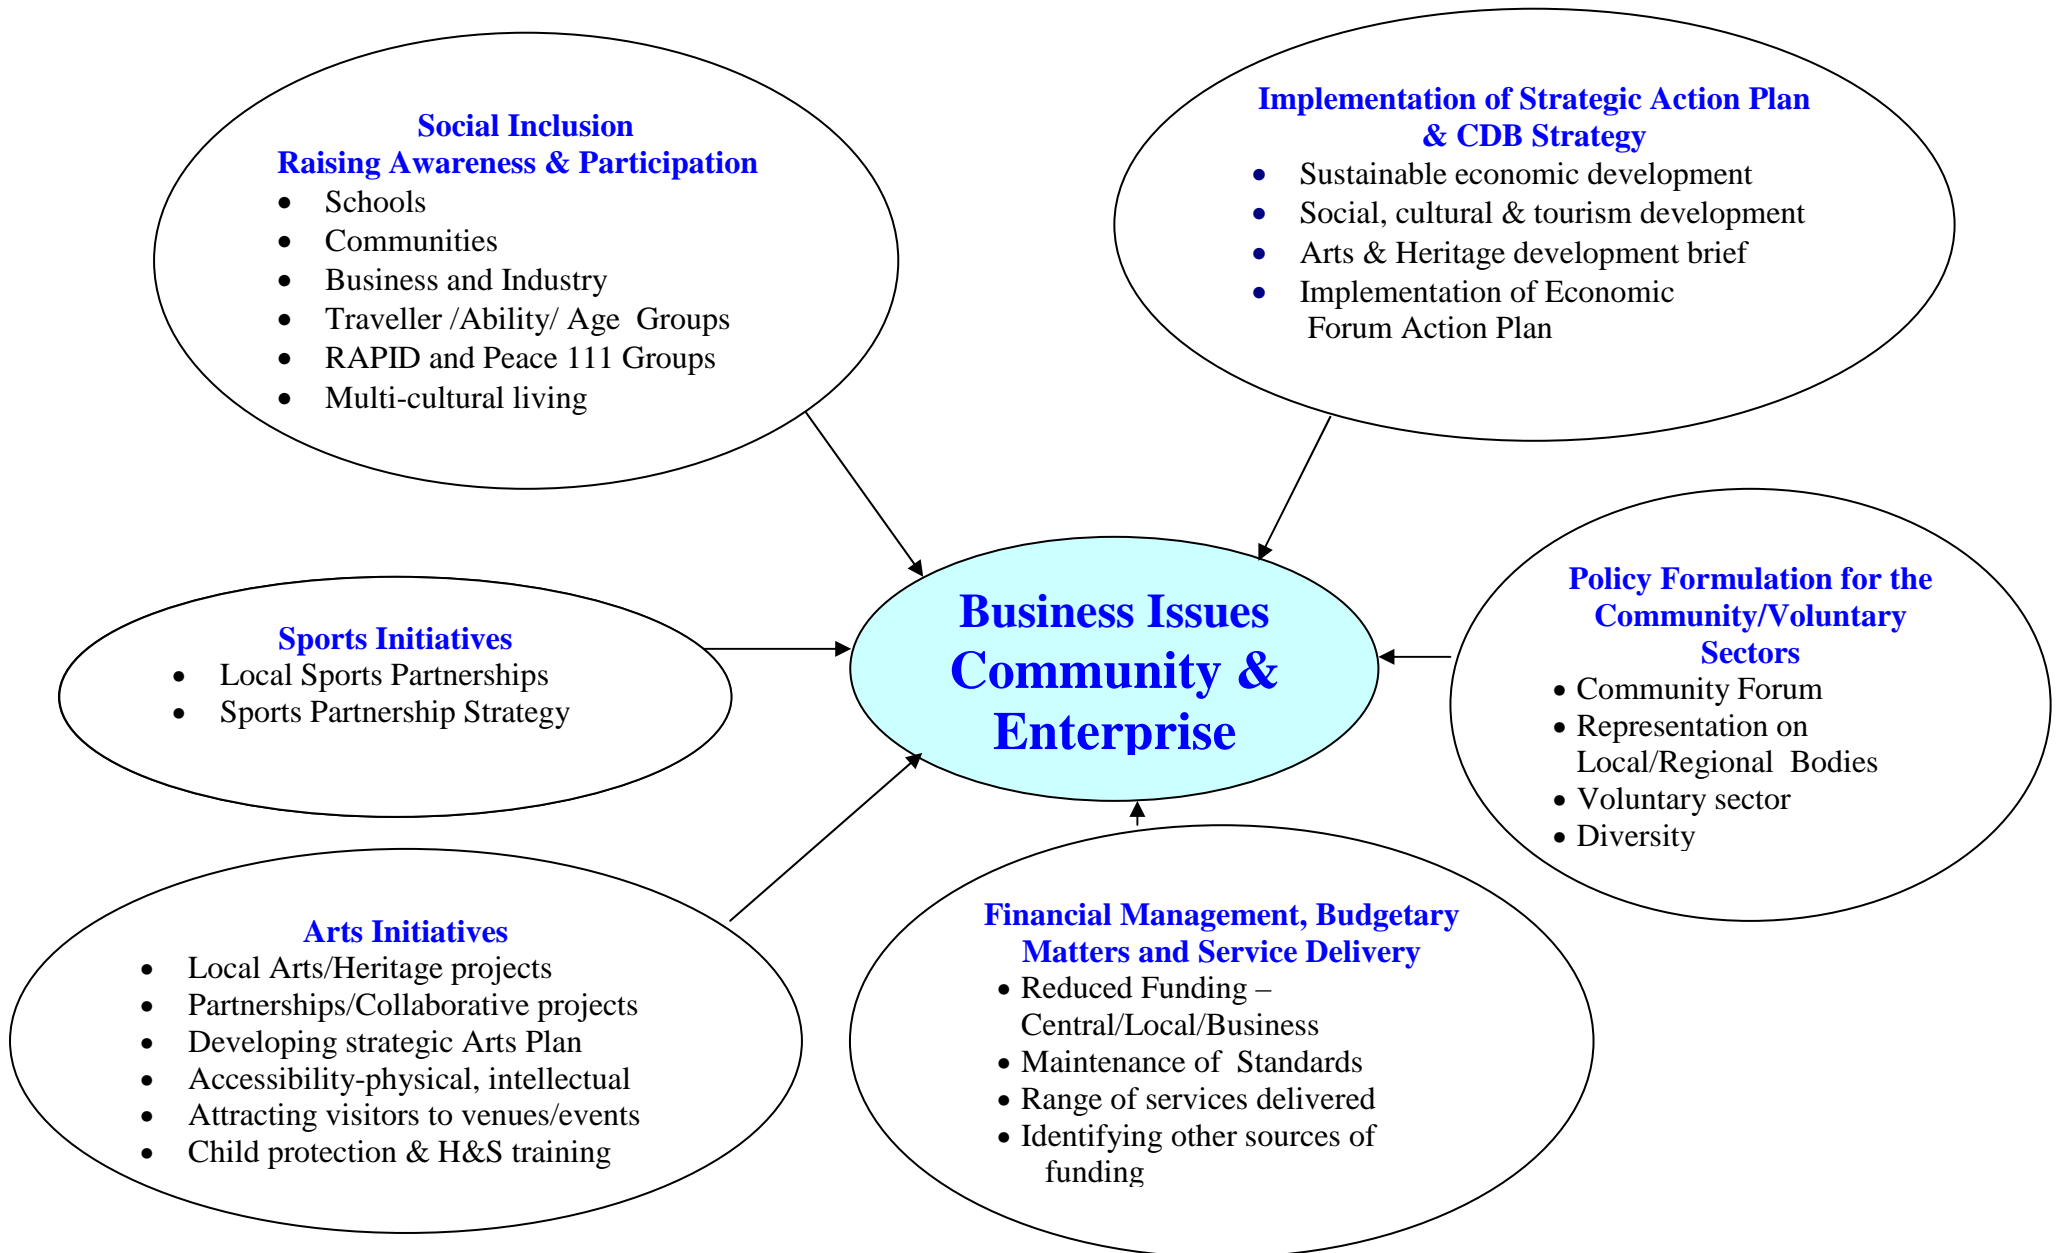 Social Inclusion
Raising Awareness & Participation
• Schools
• Communities
• Business and Industry
• Traveller /Ability/ Age  Groups
• RAPID and Peace 111 Groups
• Multi-cultural living
Implementation of Strategic Action Plan
& CDB Strategy
• Sustainable economic development
• Social, cultural & tourism development
• Arts & Heritage development brief
• Implementation of Economic
Forum Action Plan
Sports Initiatives
• Local Sports Partnerships
• Sports Partnership Strategy
Business Issues
Community &
Enterprise
Policy Formulation for the
Community/Voluntary
Sectors
• Community Forum
• Representation on
Local/Regional  Bodies
• Voluntary sector
• Diversity
Arts Initiatives
• Local Arts/Heritage projects
• Partnerships/Collaborative projects
• Developing strategic Arts Plan
• Accessibility-physical, intellectual
• Attracting visitors to venues/events
• Child protection & H&S training
Financial Management, Budgetary
Matters and Service Delivery
• Reduced Funding –
Central/Local/Business
• Maintenance of  Standards
• Range of services delivered
• Identifying other sources of
funding